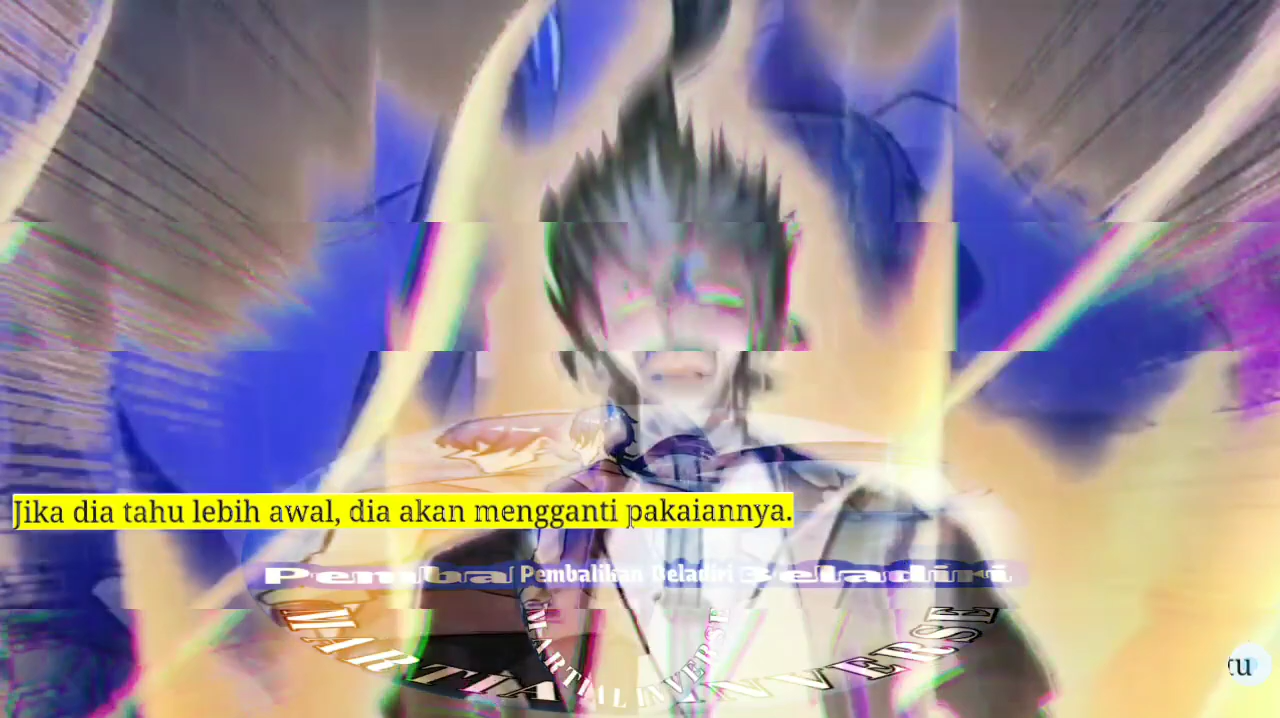 Jika dia tahu lebih awal, dia akan mengganti pakaiannya.
Pembalikan Beladiri
MARTIAL INVERSE